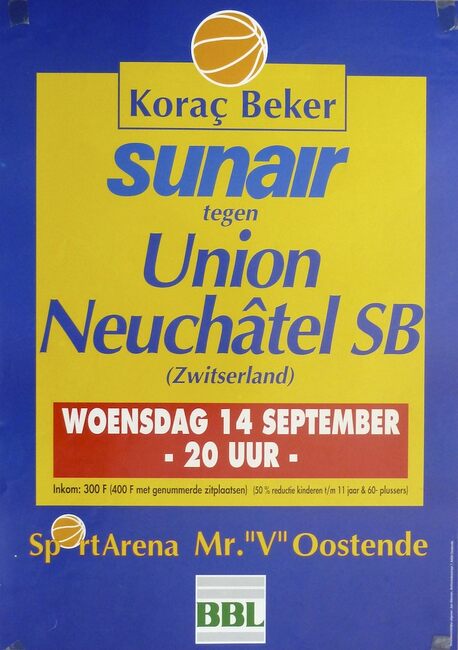 Koraç Beker
sunair
tegen
Union
Neuchâtel SB
(Zwitserland)
WOENSDAG 14 SEPTEMBER
- 20 UUR -
Inkom: 300 F (400 F met genummerde zitplaatsen) (50 % reductie kinderen t/m 11 jaar & 60- plussers)
SportArena Mr."V" Oostende
BBL